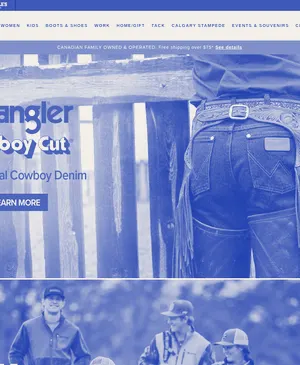 WOMEN KIDS BOOTS & SHOES WORK HOME/GIFT TACK CALGARY STAMPEDE EVENTS & SOUVENIRS
CANADIAN FAMILY OWNED & OPERATED. Free shipping over $75* See details
angler
boy Cut
al Cowboy Denim
EARN MORE